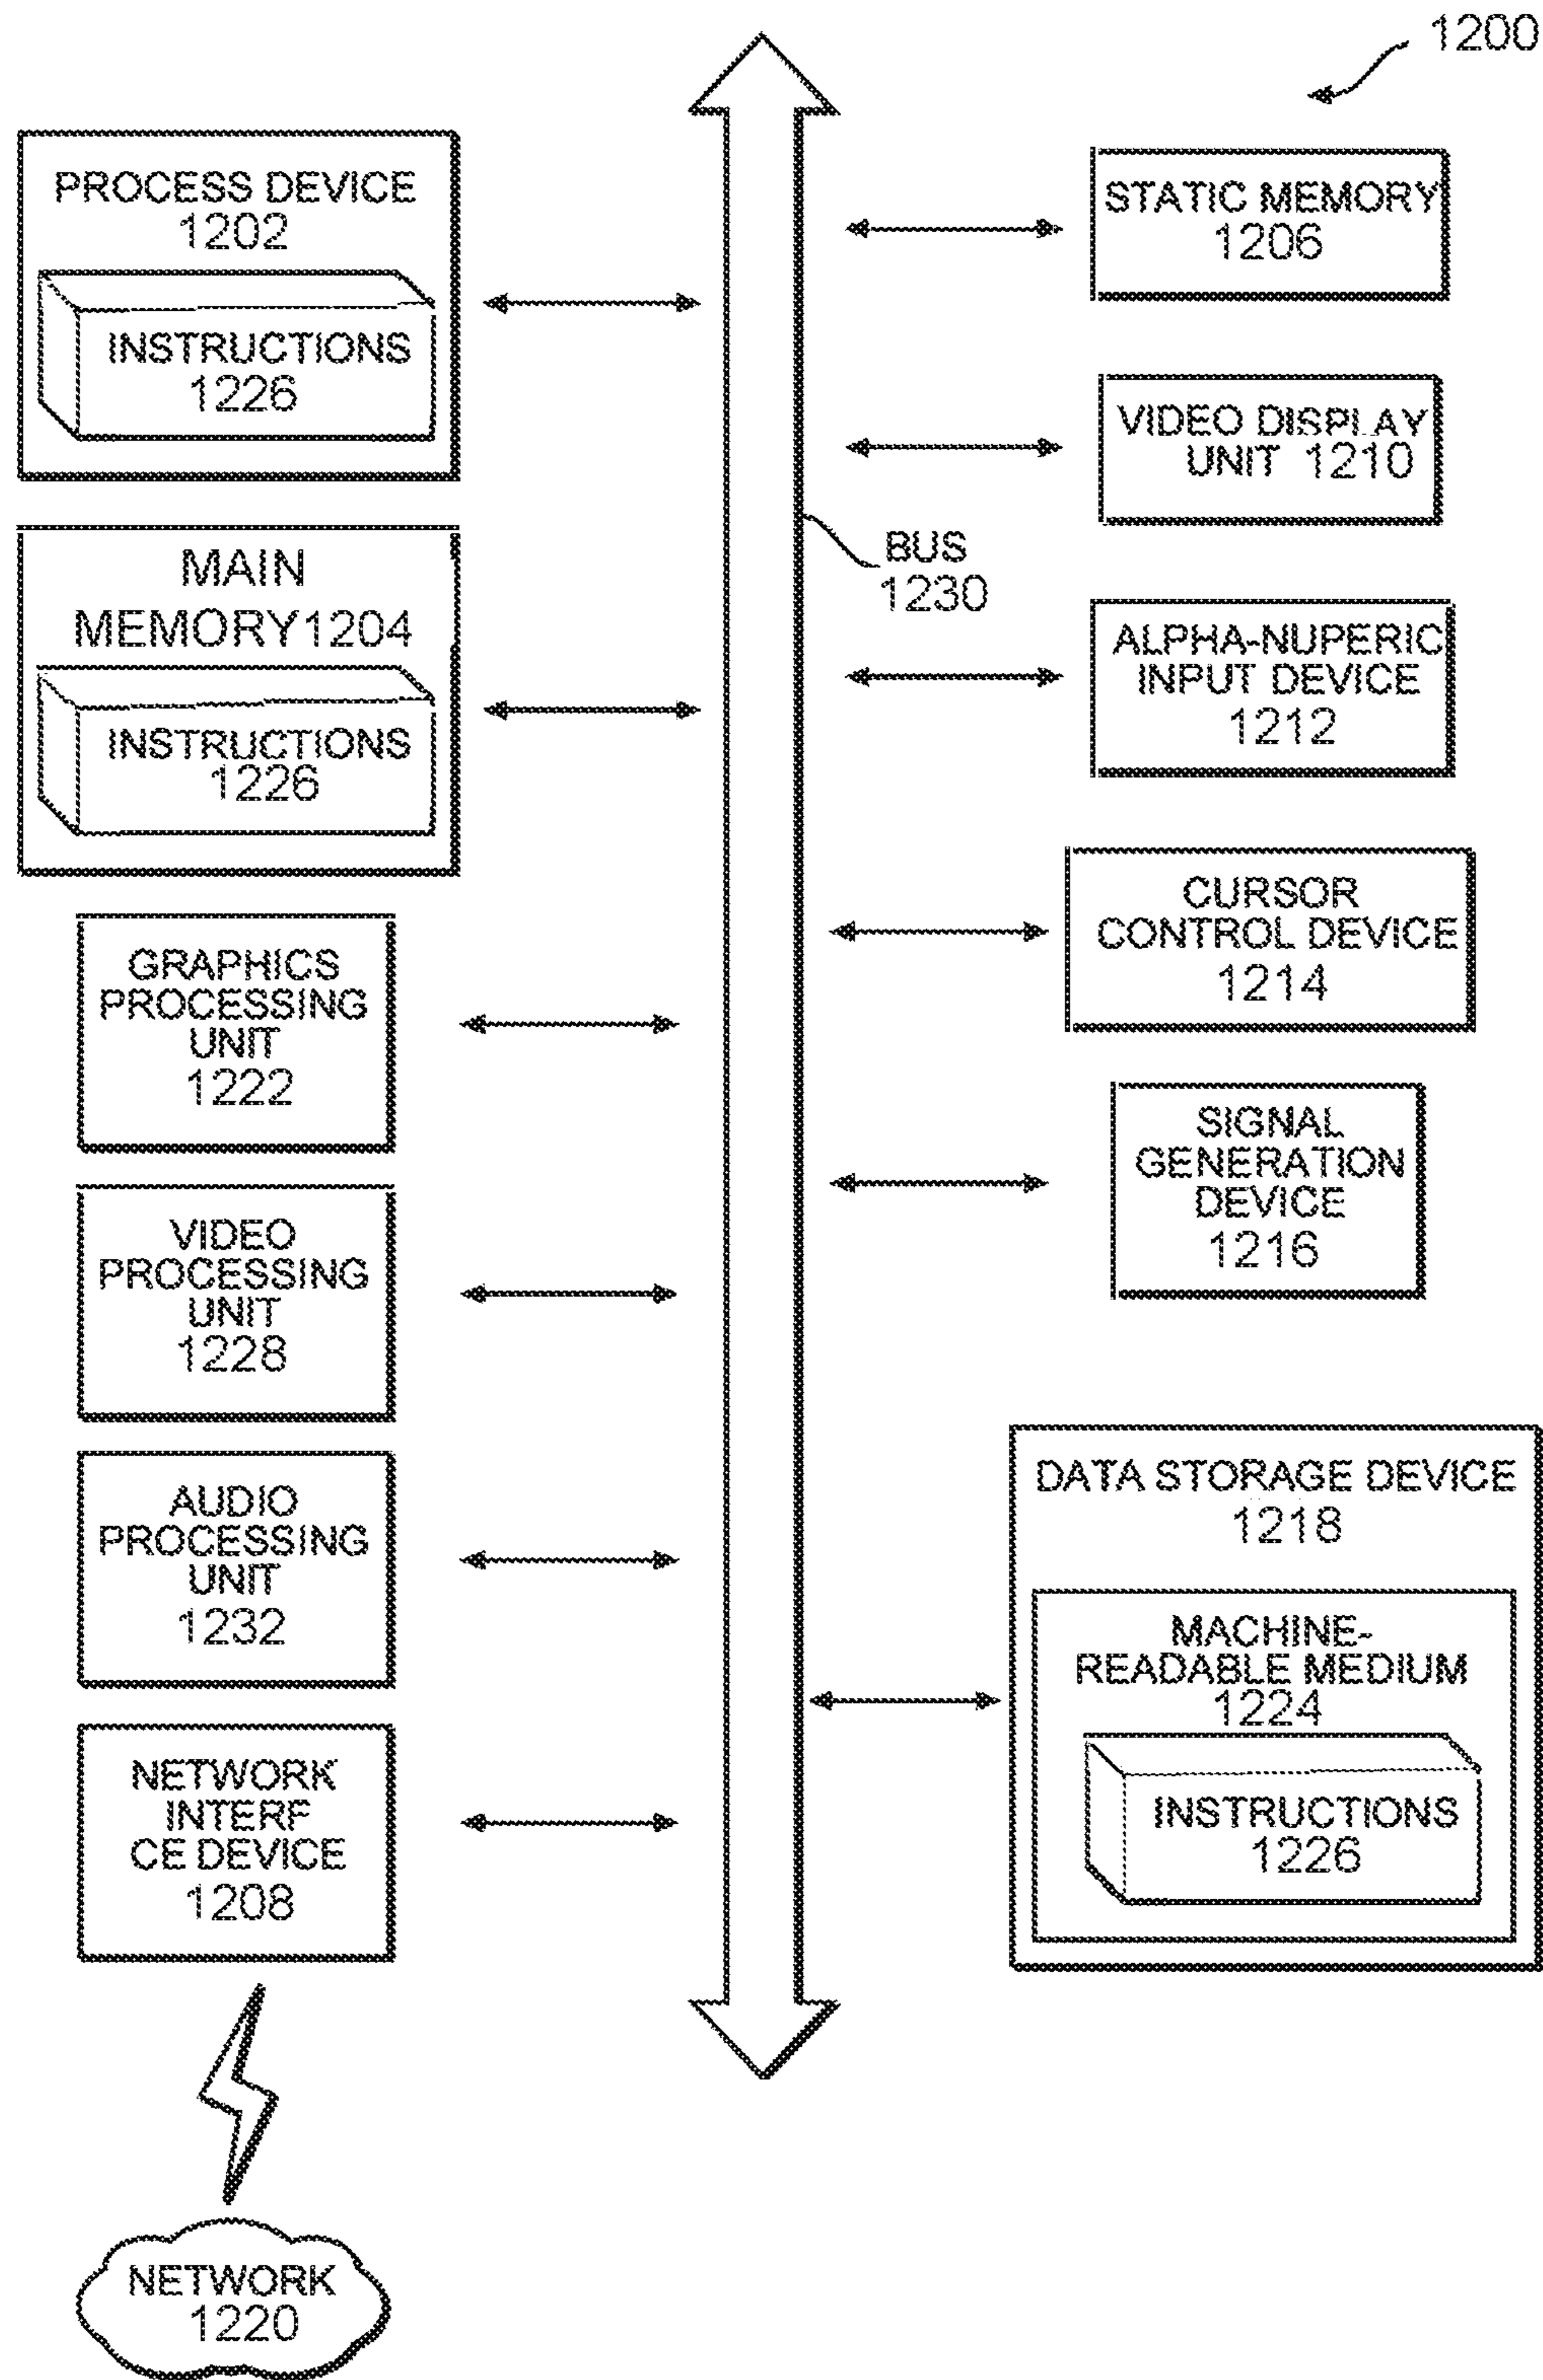 1200
PROCESS DEVICE
1202
INSTRUCTIONS
1226
MAIN
MEMORY1204
INSTRUCTIONS
1226
GRAPHICS
PROCESSING
UNIT
1222
VIDEO
PROCESSING
UNIT
1228
AUDIO
PROCESSING
UNIT
1232
NETWORK
INTERF
CE DEVICE
1208
NETWORK
1220
BUS
1230
STATIC MEMORY
1206
VIDEO DISPLAY
UNIT 1210
ALPHA-NUPERIC
INPUT DEVICE
1212
CURSOR
CONTROL DEVICE
1214
SIGNAL
GENERATION
DEVICE
1216
DATA STORAGE DEVICE
1218
MACHINE-
READABLE MEDIUM
1224
INSTRUCTIONS
1226